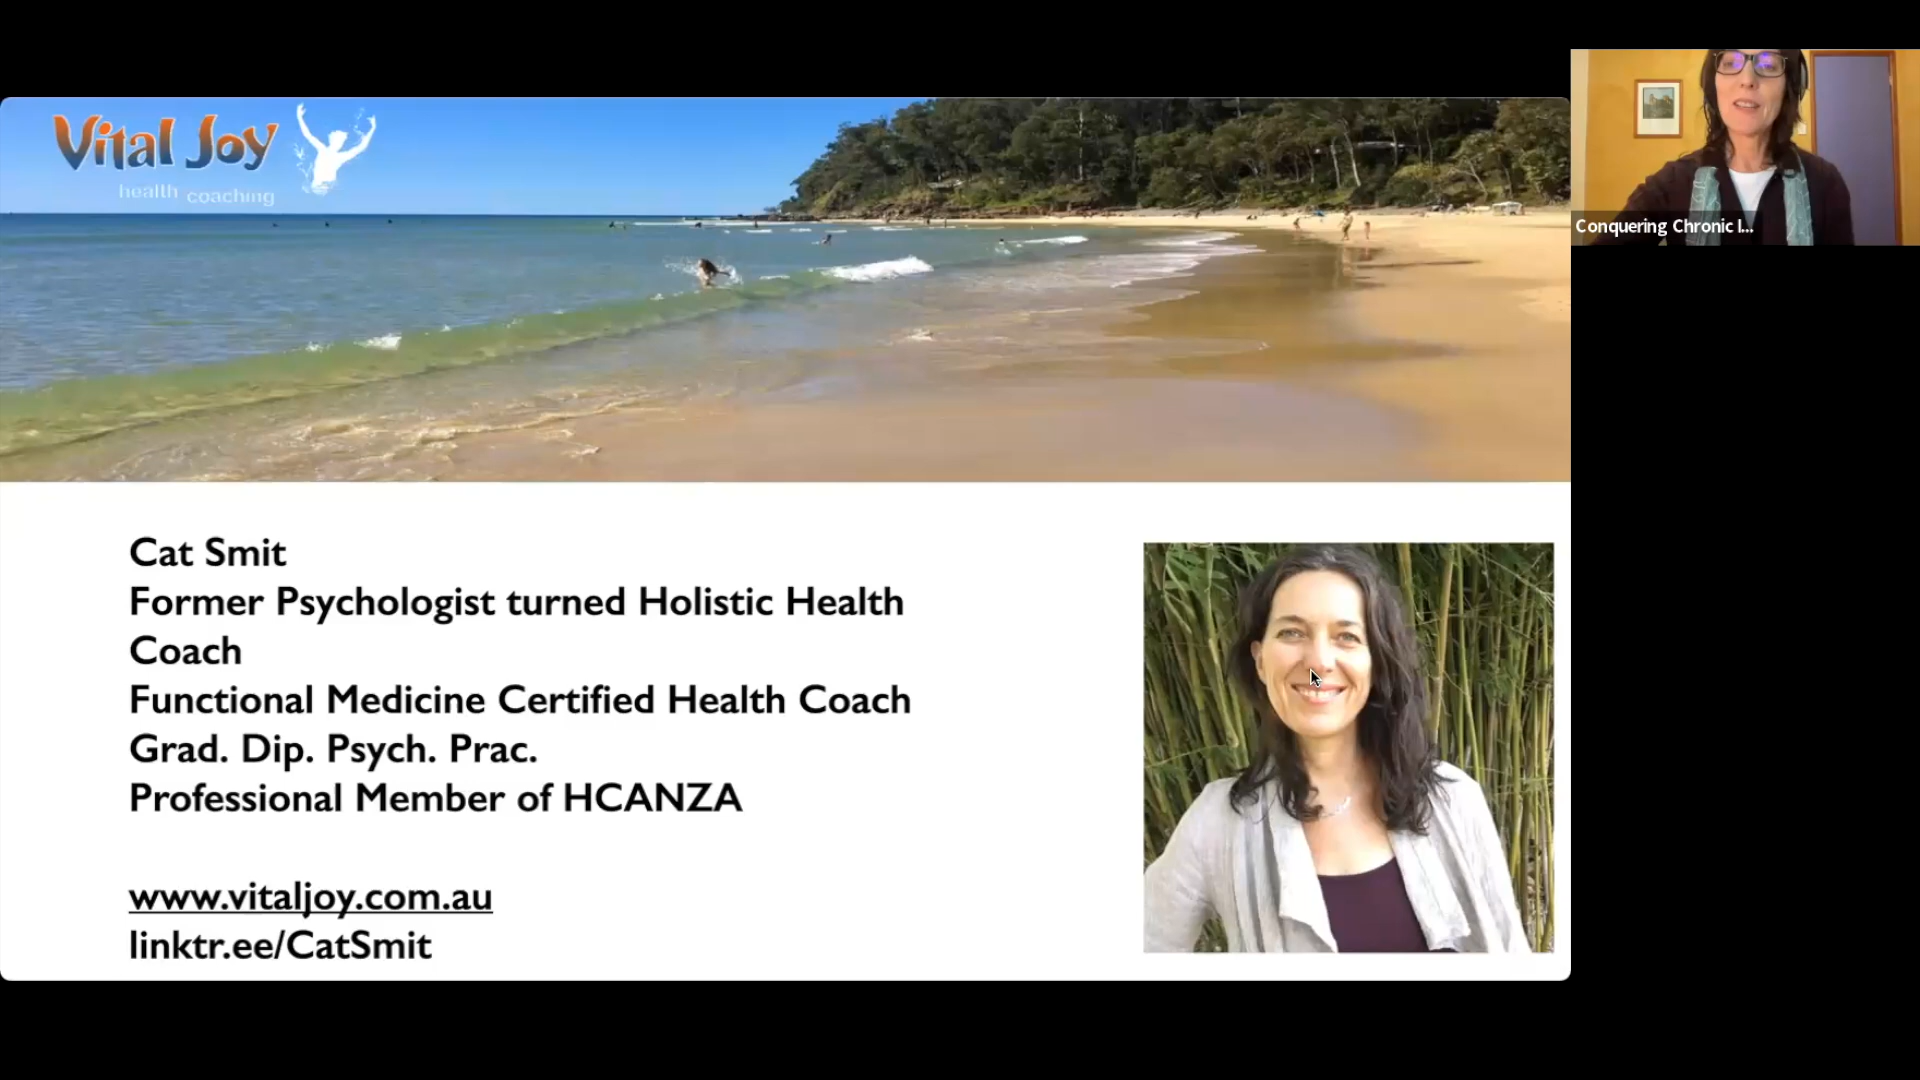 Vital Joy
health coaching
Conquering Chronic I...
Cat Smit
Former Psychologist turned Holistic Health
Coach
Functional Medicine Certified Health Coach
Grad. Dip. Psych. Prac.
Professional Member of HCANZA
www.vitaljoy.com.au
linktr.ee/CatSmit